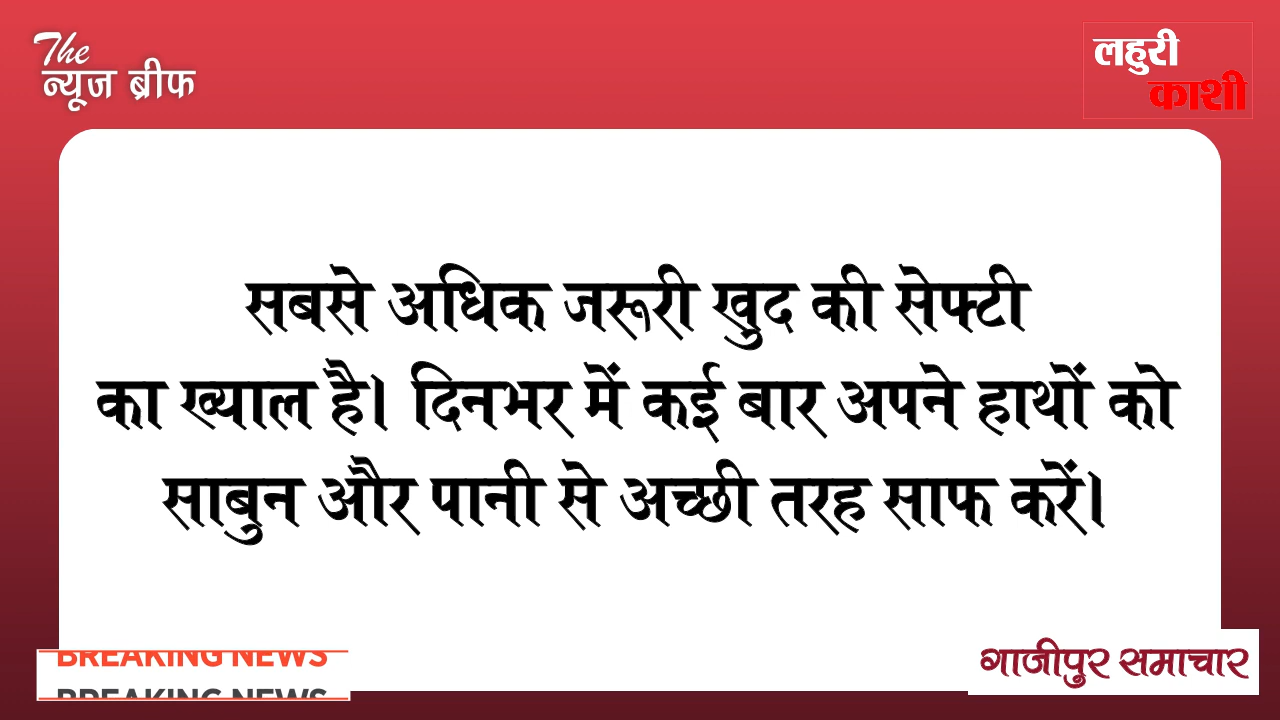 The
न्यूज ब्रीफ
लहुरी
काशी
सबसे अधिक जरूरी खुद की सेफ्टी
का ख्याल है। दिनभर में कई बार अपने हाथों को
साबुन और पानी से अच्छी तरह साफ करें।
BREAKING NEWS
BREAKING NEWS
गाजीपुर समाचार